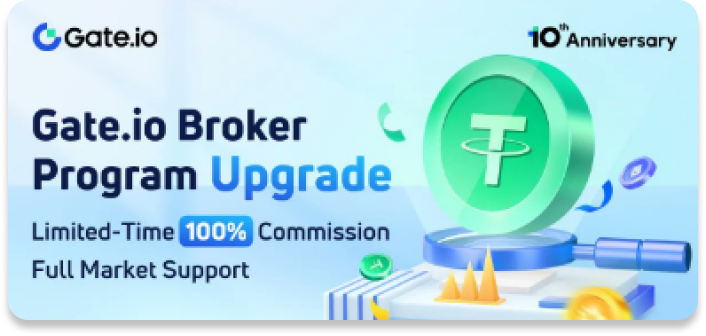 Gate.io
10th Anniversary
Gate.io Broker
Program Upgrade
Limited-Time 100% Commission
Full Market Support